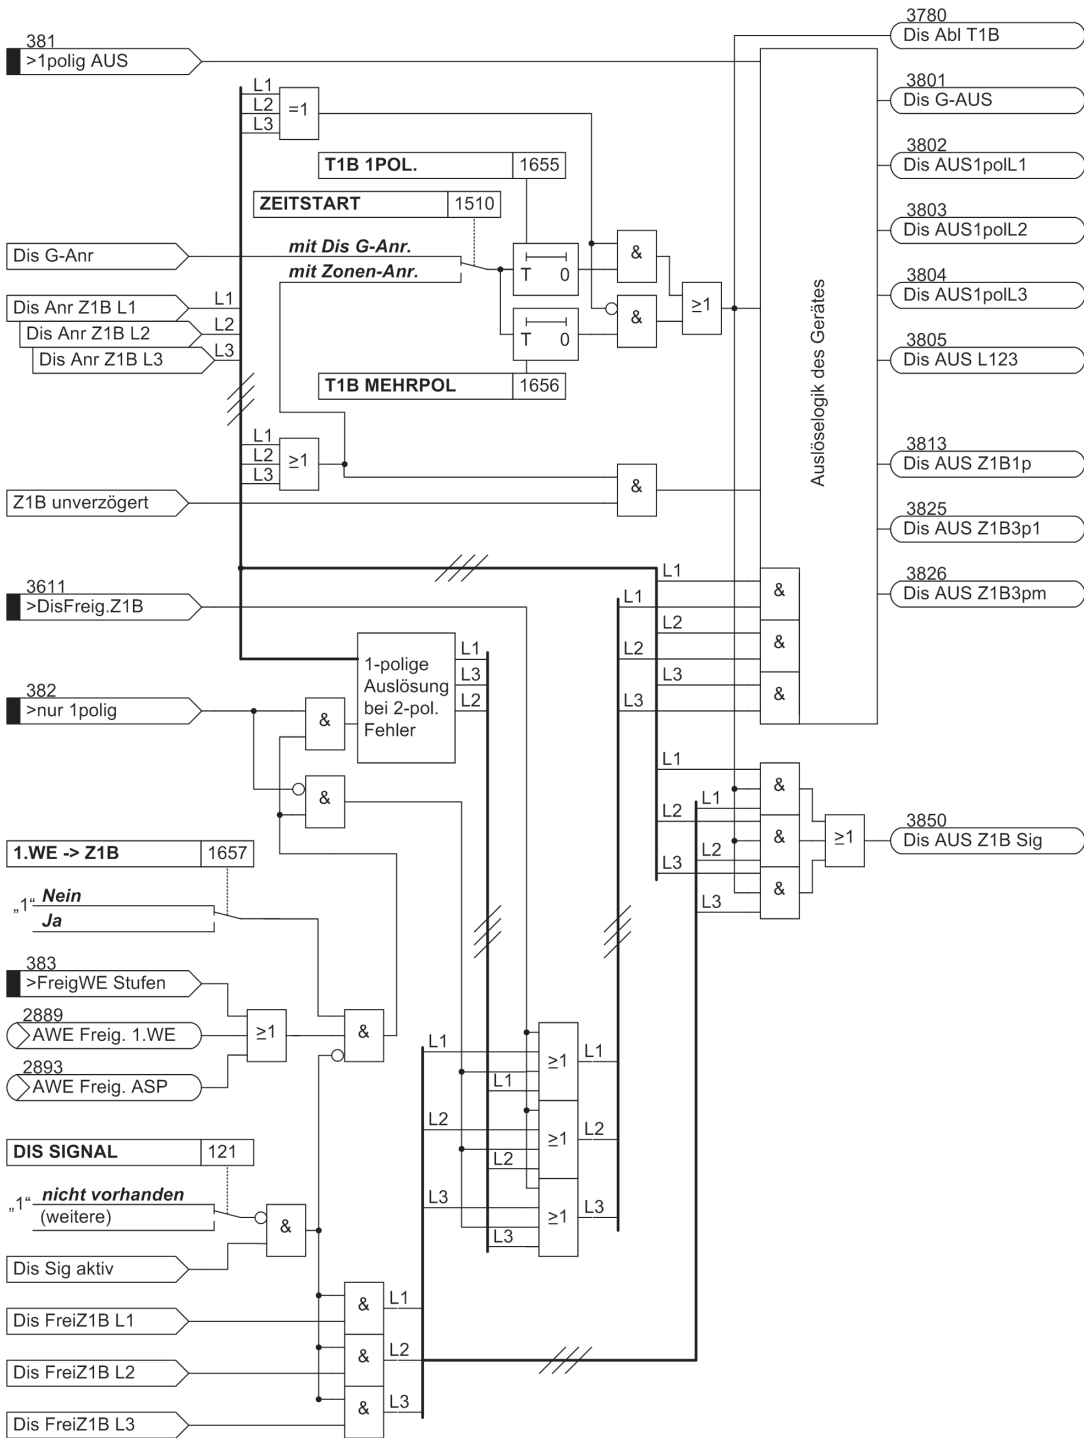 381
>1polig AUS
3780
Dis Abl T1B
L1
L2
L3
=1
3801
Dis G-AUS
T1B 1POL.
1655
3802
Dis AUS1polL1
ZEITSTART
1510
3803
Dis AUS1polL2
Dis G-Anr
mit Dis G-Anr.
mit Zonen-Anr.
T 0
&
3804
Dis AUS1polL3
Dis Anr Z1B L1
L1
Dis Anr Z1B L2
L2
Dis Anr Z1B L3
L3
T 0
&
≥1
3805
Dis AUS L123
T1B MEHRPOL
1656
Auslöselogik des Gerätes
L1
L2
L3
≥1
3813
Dis AUS Z1B1p
Z1B unverzögert
&
3825
Dis AUS Z1B3p1
3611
>DisFreig.Z1B
3826
Dis AUS Z1B3pm
L1
L1
&
L2
L2
&
L3
L3
&
1-polige
Auslösung
bei 2-pol.
Fehler
L1
L3
L2
382
>nur 1polig
&
&
L1
L1
&
L2
L2
&
L3
L3
&
≥1
3850
Dis AUS Z1B Sig
1.WE -> Z1B
1657
„1“
Nein
Ja
383
>FreigWE Stufen
2889
AWE Freig. 1.WE
2893
AWE Freig. ASP
≥1
&
L1
L1
≥1
L1
L2
L2
≥1
L2
L3
L3
≥1
L3
DIS SIGNAL
121
„1“
nicht vorhanden
(weitere)
&
Dis Sig aktiv
Dis FreiZ1B L1
&
L1
Dis FreiZ1B L2
&
L2
Dis FreiZ1B L3
&
L3